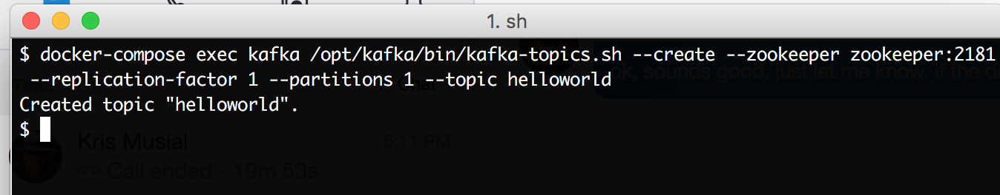 1. sh
$ docker-compose exec kafka /opt/kafka/bin/kafka-topics.sh --create --zookeeper zookeeper:2181
--replication-factor 1 --partitions 1 --topic helloworld
Created topic "helloworld".
$
ok, sounds good. just let me know. if the d
Chat
Kris Musial 6:11 PM
Call ended - 19m 53s